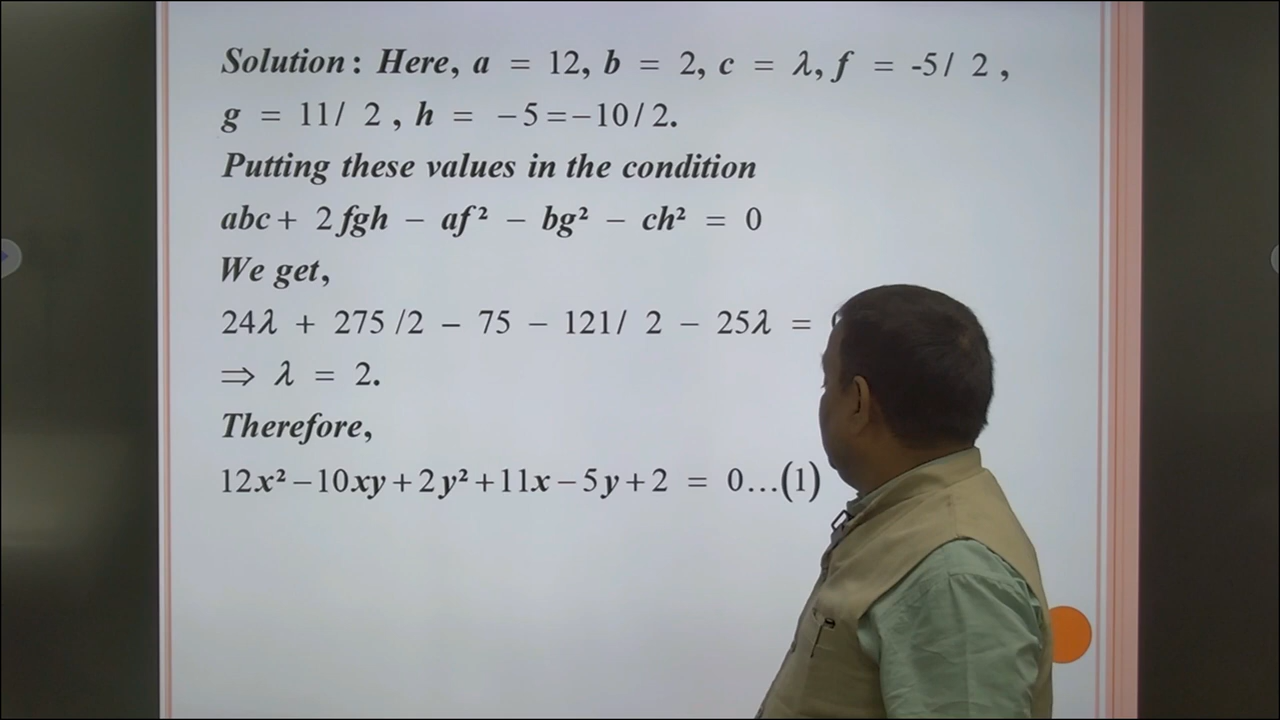 Solution: Here, a = 12, b = 2, c = λ, f = -5/ 2 ,
g = 11/ 2 , h = −5=−10/2.
Putting these values in the condition
abc+ 2fgh − af² − bg² − ch² = 0
We get,
24λ + 275/2 − 75 − 121/ 2 − 25λ =
⇒ λ = 2.
Therefore,
12x²−10xy+2y²+11x−5y+2 = 0...(1)